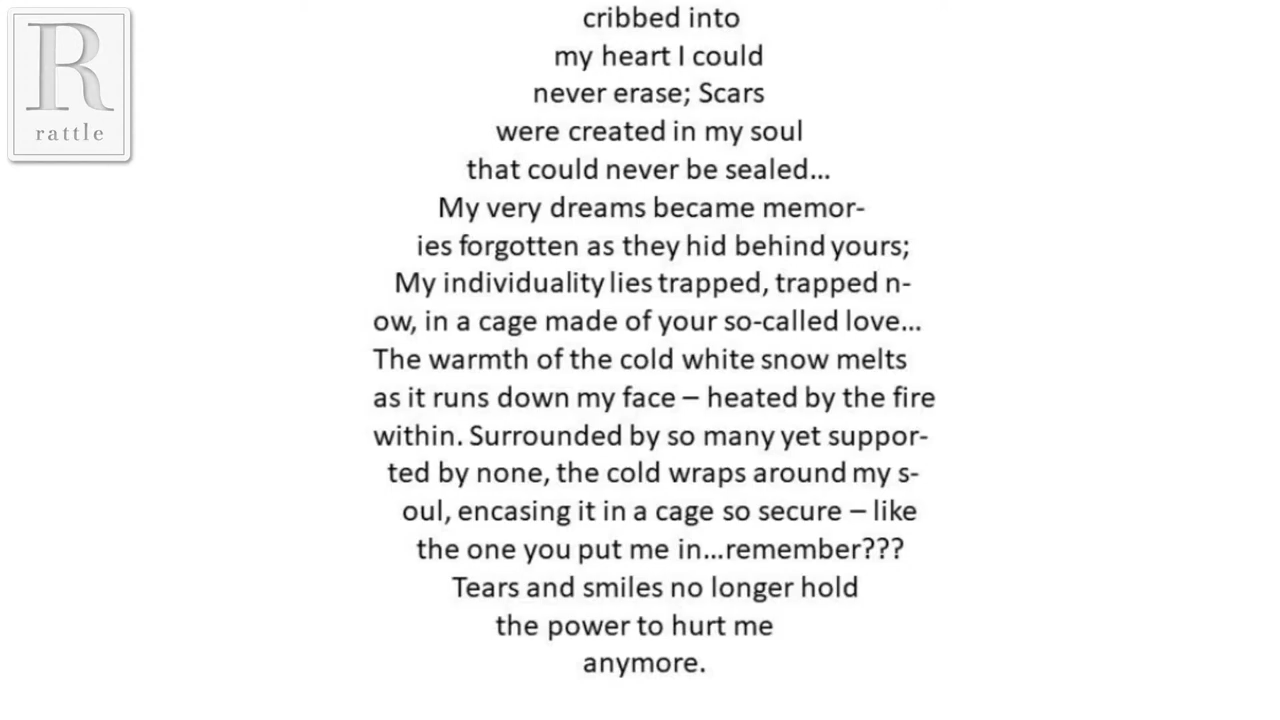 R
rattle
cribbed into
my heart I could
never erase; Scars
were created in my soul
that could never be sealed...
My very dreams became memor-
ies forgotten as they hid behind yours;
My individuality lies trapped, trapped n-
ow, in a cage made of your so-called love...
The warmth of the cold white snow melts
as it runs down my face – heated by the fire
within. Surrounded by so many yet suppor-
ted by none, the cold wraps around my s-
oul, encasing it in a cage so secure – like
the one you put me in...remember???
Tears and smiles no longer hold
the power to hurt me
anymore.